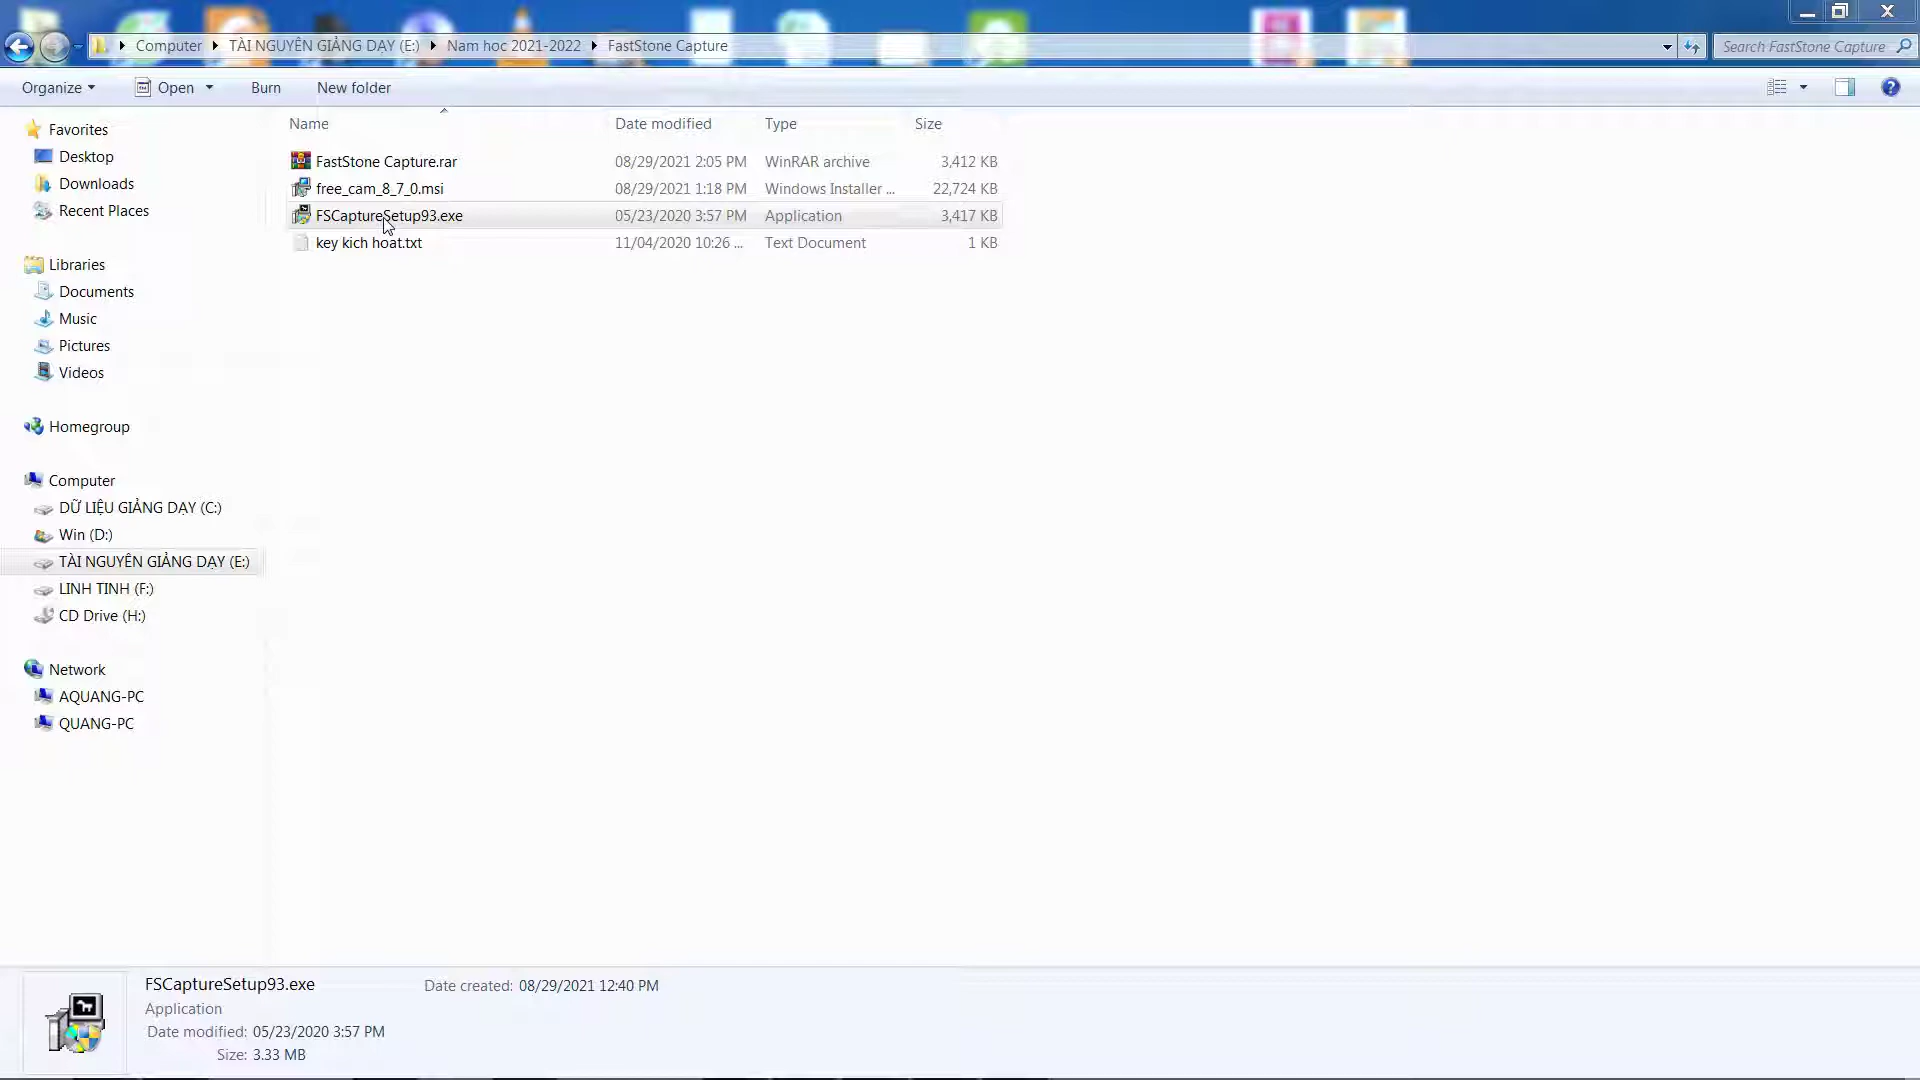 Computer ▸ TÀI NGUYÊN GIẢNG DẠY (E:) ▸ Nam hoc 2021-2022 ▸ FastStone Capture
Search FastStone Capture
Organize Open Burn New folder
Name Date modified Type Size
FastStone Capture.rar 08/29/2021 2:05 PM WinRAR archive 3,412 KB
free_cam_8_7_0.msi 08/29/2021 1:18 PM Windows Installer ... 22,724 KB
FSCaptureSetup93.exe 05/23/2020 3:57 PM Application 3,417 KB
key kich hoat.txt 11/04/2020 10:26 ... Text Document 1 KB
Favorites
Desktop
Downloads
Recent Places
Libraries
Documents
Music
Pictures
Videos
Homegroup
Computer
DỮ LIỆU GIẢNG DẠY (C:)
Win (D:)
TÀI NGUYÊN GIẢNG DẠY (E:)
LINH TINH (F:)
CD Drive (H:)
Network
AQUANG-PC
QUANG-PC
FSCaptureSetup93.exe Date created: 08/29/2021 12:40 PM
Application
Date modified: 05/23/2020 3:57 PM
Size: 3.33 MB